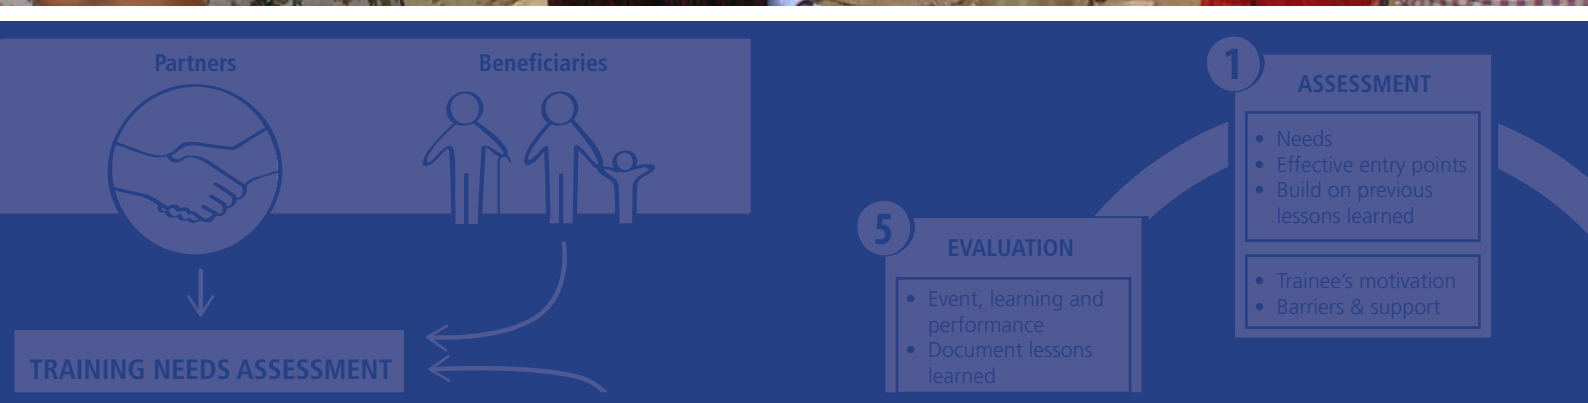 Partners
Beneficiaries
TRAINING NEEDS ASSESSMENT
1
ASSESSMENT
• Needs
• Effective entry points
• Build on previous
lessons learned
• Trainee's motivation
• Barriers & support
5
EVALUATION
• Event, learning and
performance
• Document lessons
learned